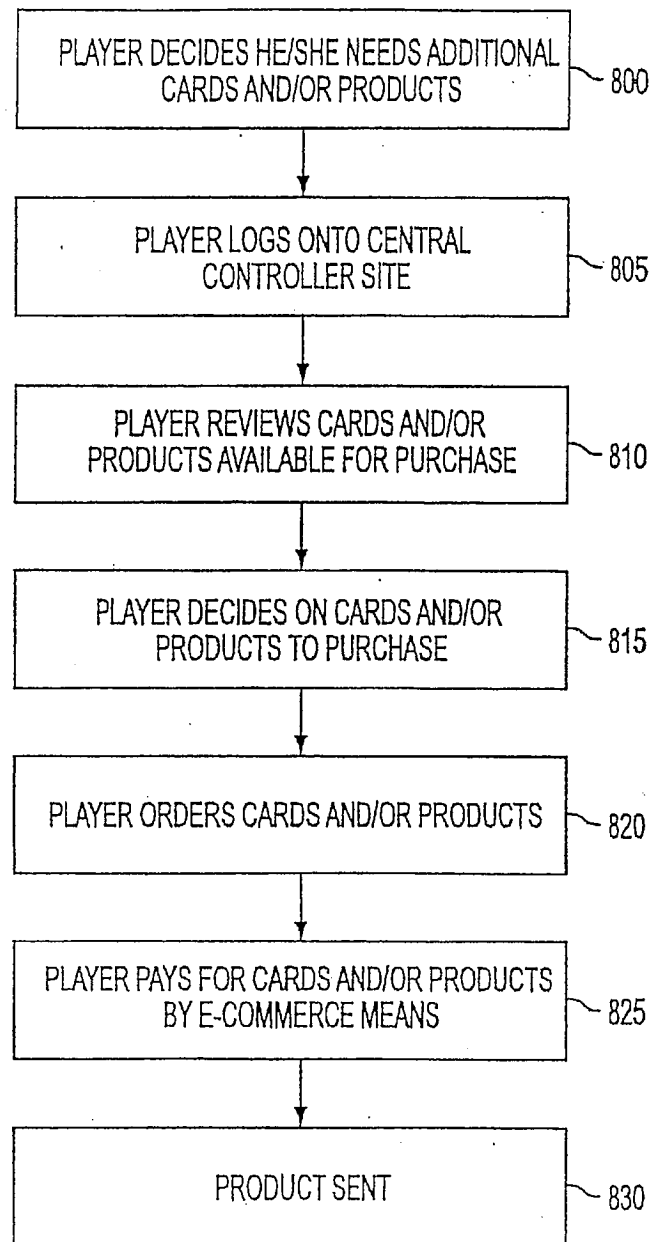 PLAYER DECIDES HE/SHE NEEDS ADDITIONAL
CARDS AND/OR PRODUCTS
800
PLAYER LOGS ONTO CENTRAL
CONTROLLER SITE
805
PLAYER REVIEWS CARDS AND/OR
PRODUCTS AVAILABLE FOR PURCHASE
810
PLAYER DECIDES ON CARDS AND/OR
PRODUCTS TO PURCHASE
815
PLAYER ORDERS CARDS AND/OR PRODUCTS
820
PLAYER PAYS FOR CARDS AND/OR PRODUCTS
BY E-COMMERCE MEANS
825
PRODUCT SENT
830